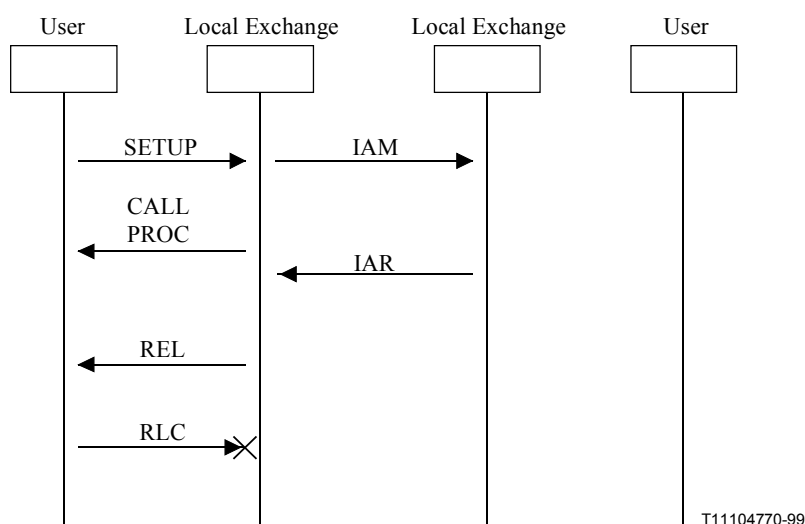 User Local Exchange Local Exchange User
SETUP IAM
CALL
PROC
IAR
REL
RLC
T11104770-99